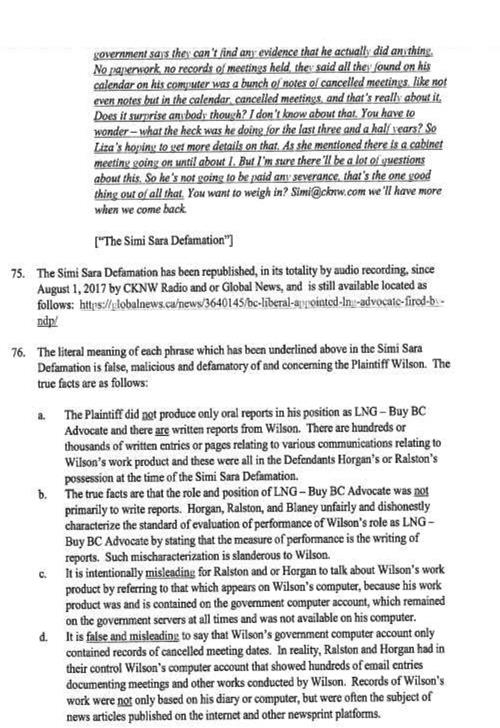 government says they can't find any evidence that he actually did anything.
No paperwork, no records of meetings held, they said all they found on his
calendar on his computer was a bunch of notes of cancelled meetings, like not
even notes but in the calendar, cancelled meetings, and that's really about it.
Does it surprise anybody though? I don't know about that. You have to
wonder – what the heck was he doing for the last three and a half years? So
Liza's hoping to get more details on that. As she mentioned there is a cabinet
meeting going on until about 1. But I'm sure there'll be a lot of questions
about this. So he's not going to be paid any severance, that's the one good
thing out of all that. You want to weigh in? Simi@cknw.com we'll have more
when we come back.
["The Simi Sara Defamation"]
75. The Simi Sara Defamation has been republished, in its totality by audio recording, since
August 1, 2017 by CKNW Radio and or Global News, and is still available located as
follows: https://globalnews.ca/news/3640145/bc-liberal-appointed-lng-advocate-fired-by-
ndp/
76. The literal meaning of each phrase which has been underlined above in the Simi Sara
Defamation is false, malicious and defamatory of and concerning the Plaintiff Wilson. The
true facts are as follows:
a. The Plaintiff did not produce only oral reports in his position as LNG – Buy BC
Advocate and there are written reports from Wilson. There are hundreds or
thousands of written entries or pages relating to various communications relating to
Wilson's work product and these were all in the Defendants Horgan's or Ralston's
possession at the time of the Simi Sara Defamation.
b. The true facts are that the role and position of LNG – Buy BC Advocate was not
primarily to write reports. Horgan, Ralston, and Blaney unfairly and dishonestly
characterize the standard of evaluation of performance of Wilson's role as LNG –
Buy BC Advocate by stating that the measure of performance is the writing of
reports. Such mischaracterization is slanderous to Wilson.
c. It is intentionally misleading for Ralston and or Horgan to talk about Wilson's work
product by referring to that which appears on Wilson's computer, because his work
product was and is contained on the government computer account, which remained
on the government servers at all times and was not available on his computer.
d. It is false and misleading to say that Wilson's government computer account only
contained records of cancelled meeting dates. In reality, Ralston and Horgan had in
their control Wilson's computer account that showed hundreds of email entries
documenting meetings and other works conducted by Wilson. Records of Wilson's
work were not only based on his diary or computer, but were often the subject of
news articles published on the internet and other newsprint platforms.